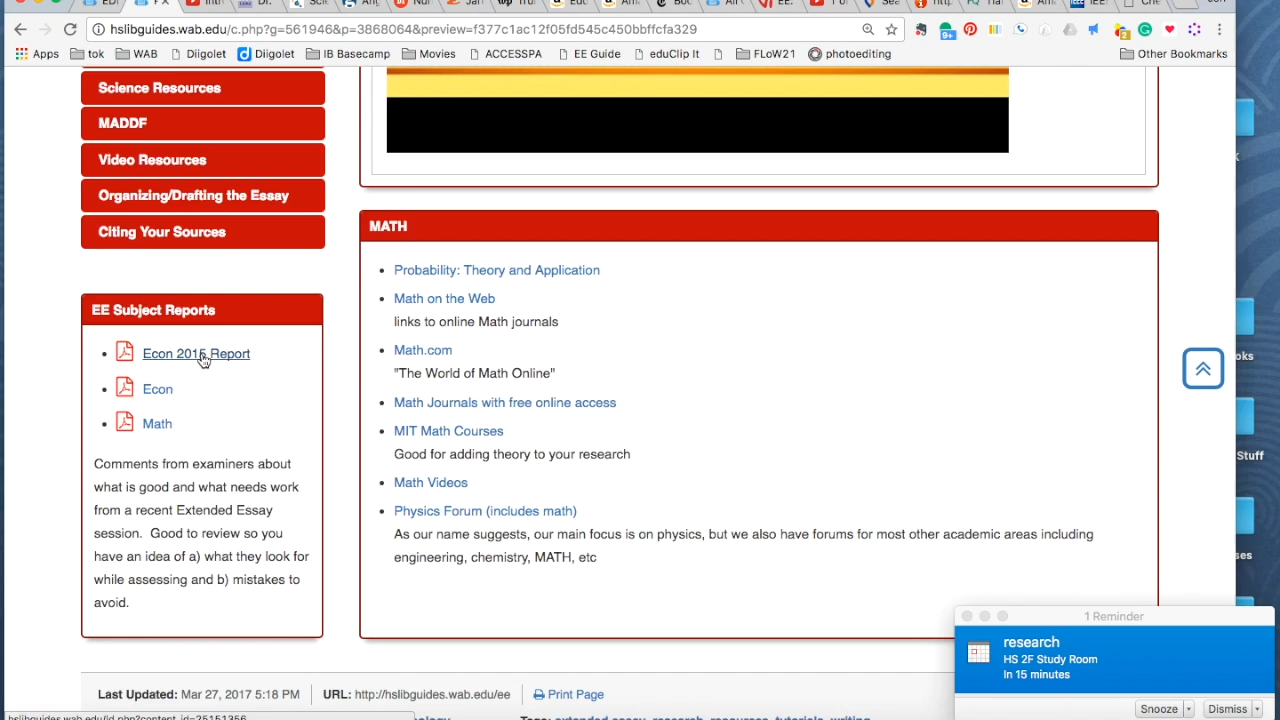 hslibguides.wab.edu/c.php?g=561946&p=3868064&preview=f377c1ac12f05fd545c450bbffcfa329
Apps tok WAB Diigolet Diigolet IB Basecamp Movies ACCESSPA EE Guide eduClip It FLoW21 photoediting Other Bookmarks
Science Resources
MADDF
Video Resources
Organizing/Drafting the Essay
Citing Your Sources
EE Subject Reports
Econ 2015 Report
Econ
Math
Comments from examiners about
what is good and what needs work
from a recent Extended Essay
session. Good to review so you
have an idea of a) what they look for
while assessing and b) mistakes to
avoid.
MATH
Probability: Theory and Application
Math on the Web
links to online Math journals
Math.com
"The World of Math Online"
Math Journals with free online access
MIT Math Courses
Good for adding theory to your research
Math Videos
Physics Forum (includes math)
As our name suggests, our main focus is on physics, but we also have forums for most other academic areas including
engineering, chemistry, MATH, etc
1 Reminder
research
HS 2F Study Room
In 15 minutes
Snooze Dismiss
Last Updated: Mar 27, 2017 5:18 PM URL: http://hslibguides.wab.edu/ee Print Page
Stuff